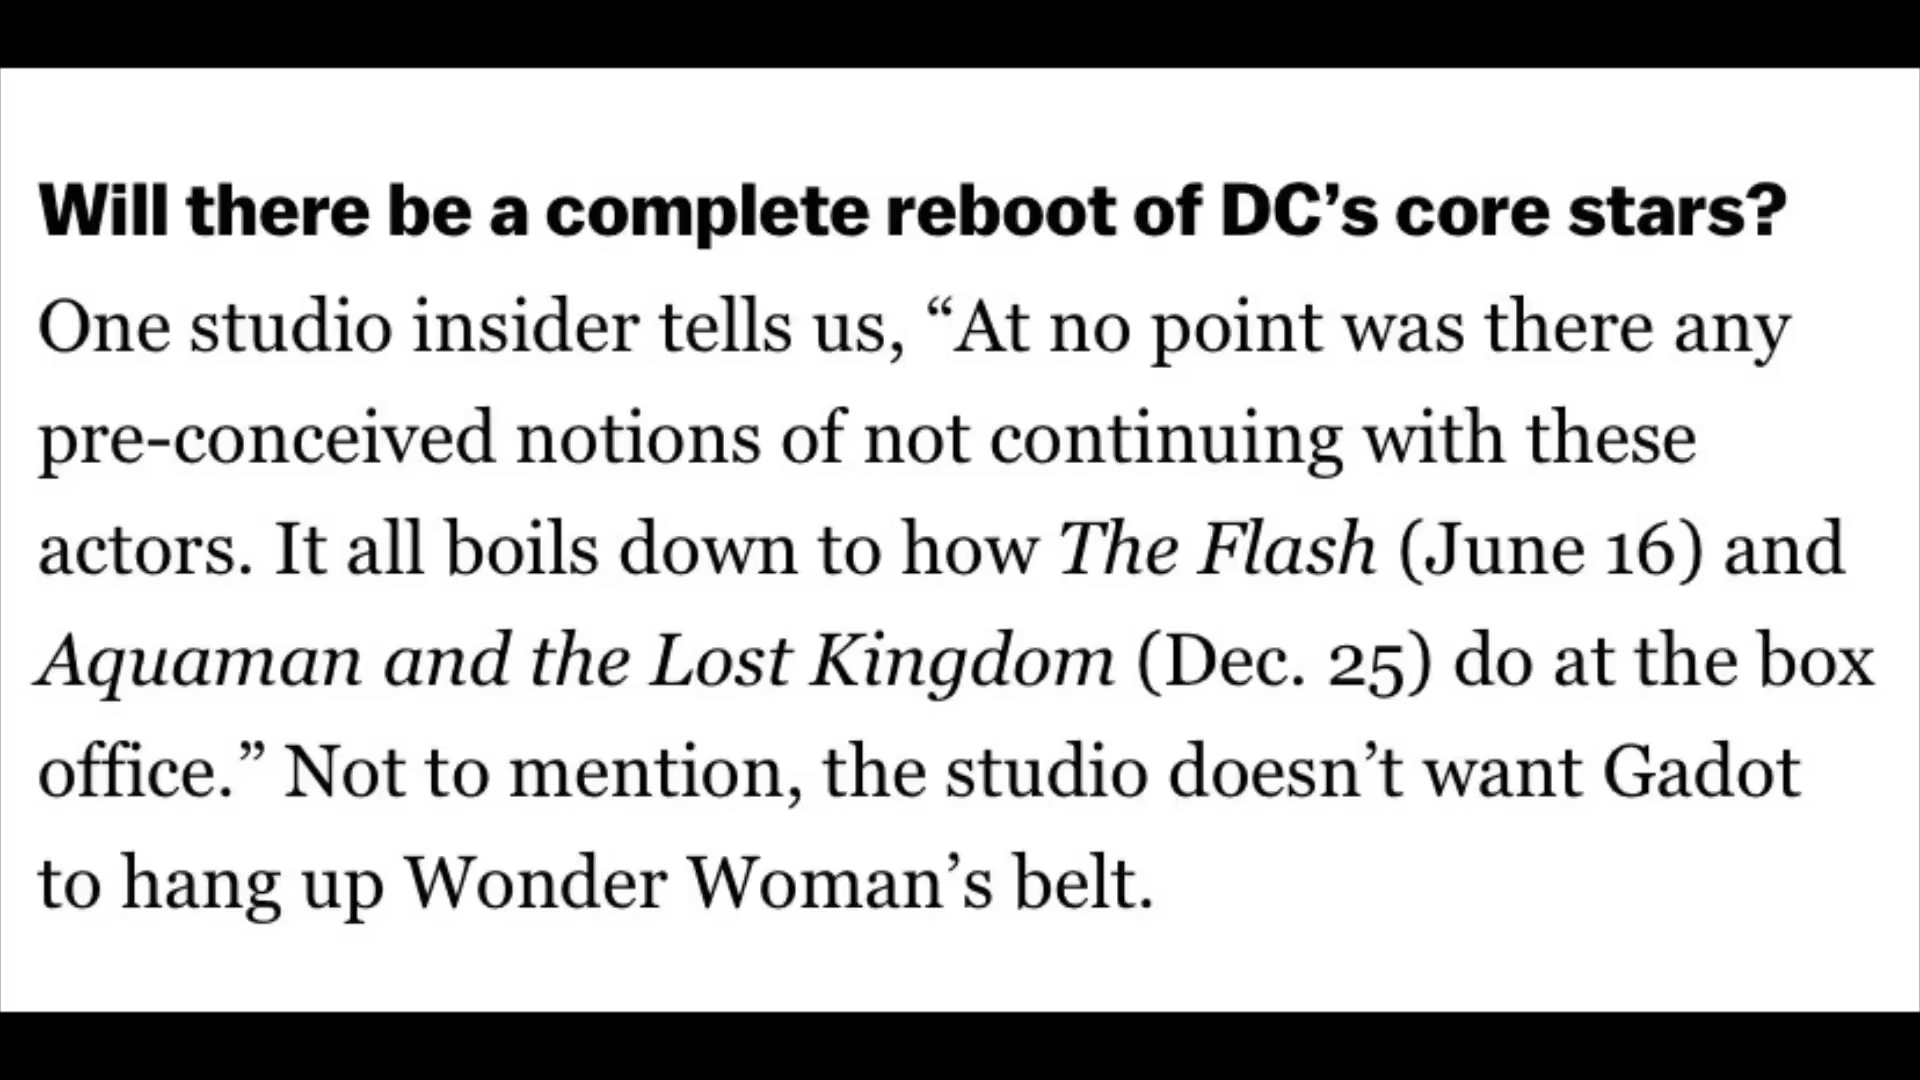 Will there be a complete reboot of DC’s core stars?
One studio insider tells us, “At no point was there any
pre-conceived notions of not continuing with these
actors. It all boils down to how The Flash (June 16) and
Aquaman and the Lost Kingdom (Dec. 25) do at the box
office.” Not to mention, the studio doesn’t want Gadot
to hang up Wonder Woman’s belt.